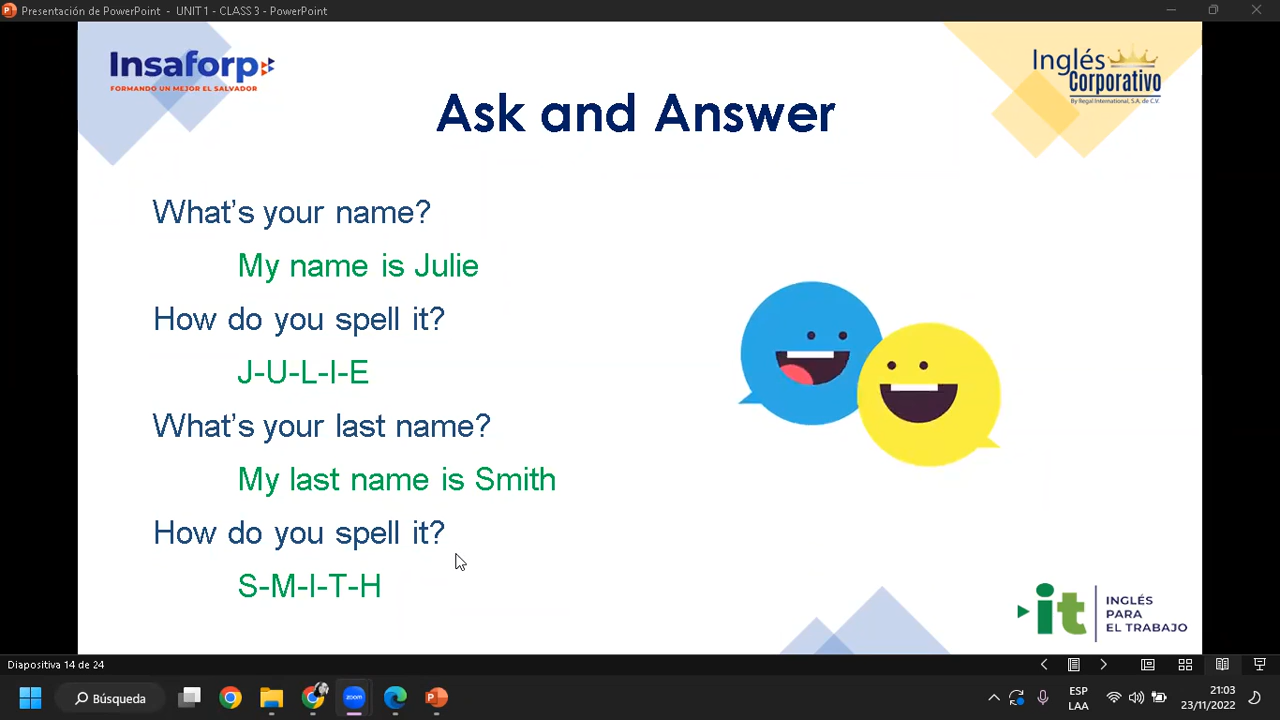 Presentación de PowerPoint - UNIT 1 - CLASS 3 - PowerPoint
Insaforp
FORMANDO UN MEJOR EL SALVADOR
Inglés
Corporativo
By Regal International, S.A. de C.V.
Ask and Answer
What's your name?
My name is Julie
How do you spell it?
J-U-L-I-E
What's your last name?
My last name is Smith
How do you spell it?
S-M-I-T-H
it
INGLÉS
PARA
EL TRABAJO
Diapositiva 14 de 24
Búsqueda
zoom
ESP
LAA
21:03
23/11/2022